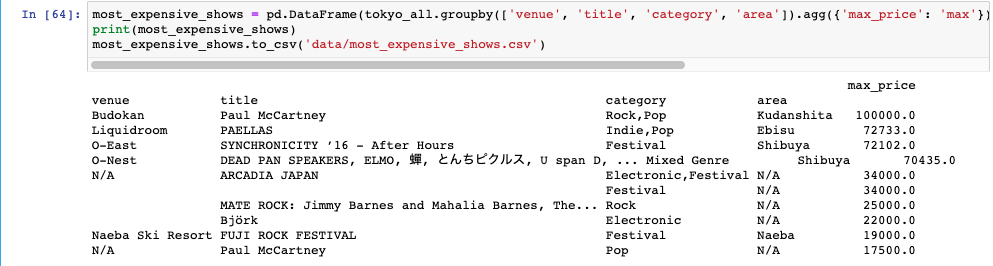 In [64]: most_expensive_shows = pd.DataFrame(tokyo_all.groupby(['venue', 'title', 'category', 'area']).agg({'max_price': 'max'})
print(most_expensive_shows)
most_expensive_shows.to_csv('data/most_expensive_shows.csv')
max_price
venue title category area
Budokan Paul McCartney Rock,Pop Kudanshita 100000.0
Liquidroom PAELLAS Indie,Pop Ebisu 72733.0
O-East SYNCHRONICITY ’16 - After Hours Festival Shibuya 72102.0
O-Nest DEAD PAN SPEAKERS, ELMO, 蟬, とんちピクルス, U span D, ... Mixed Genre Shibuya 70435.0
N/A ARCADIA JAPAN Electronic,Festival N/A 34000.0
Festival N/A 34000.0
MATE ROCK: Jimmy Barnes and Mahalia Barnes, The... Rock N/A 25000.0
Björk Electronic N/A 22000.0
Naeba Ski Resort FUJI ROCK FESTIVAL Festival Naeba 19000.0
N/A Paul McCartney Pop N/A 17500.0